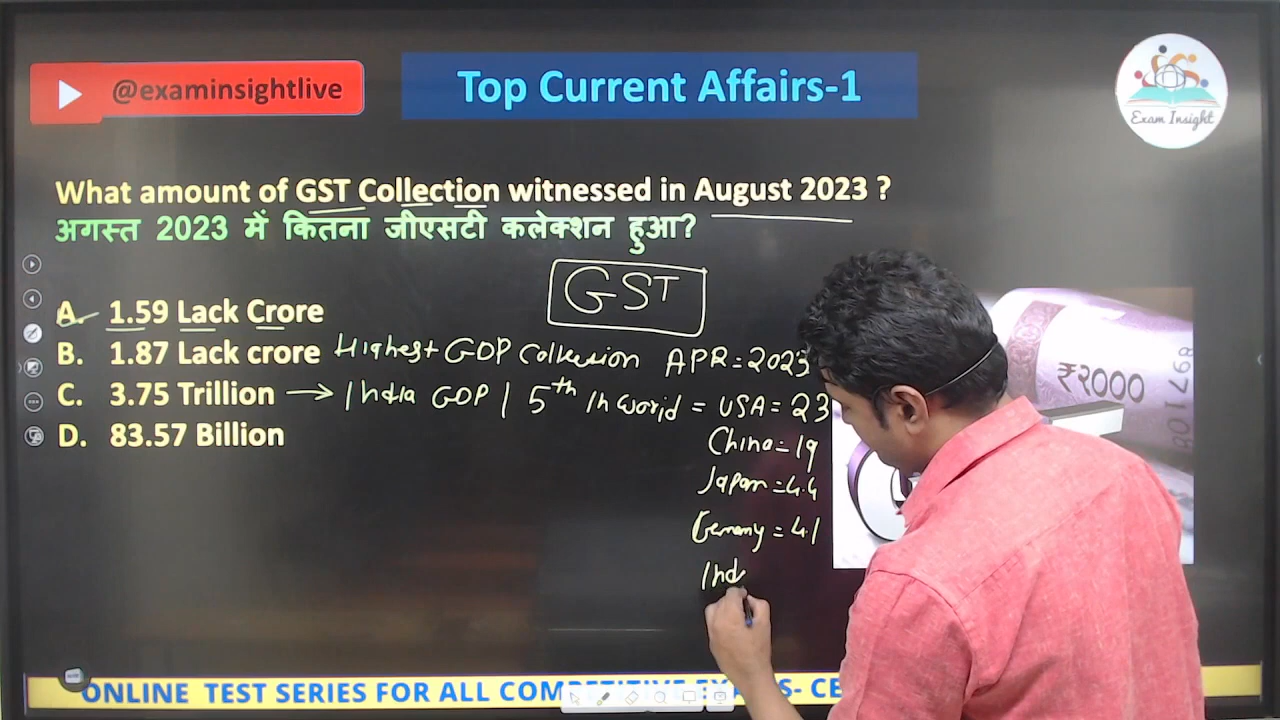 @examinsightlive
Top Current Affairs-1
Exam Insight
What amount of GST Collection witnessed in August 2023 ?
अगस्त 2023 में कितना जीएसटी कलेक्शन हुआ?
GST
A. 1.59 Lack Crore
B. 1.87 Lack crore Highest GDP Collection APR = 2023
C. 3.75 Trillion → India GDP | 5th In World = USA = 23
China = 19
Japan = 4.4
Germany = 4.1
Ind
D. 83.57 Billion
₹2000
ONLINE TEST SERIES FOR ALL COMPETITIVE EXAMS- CE